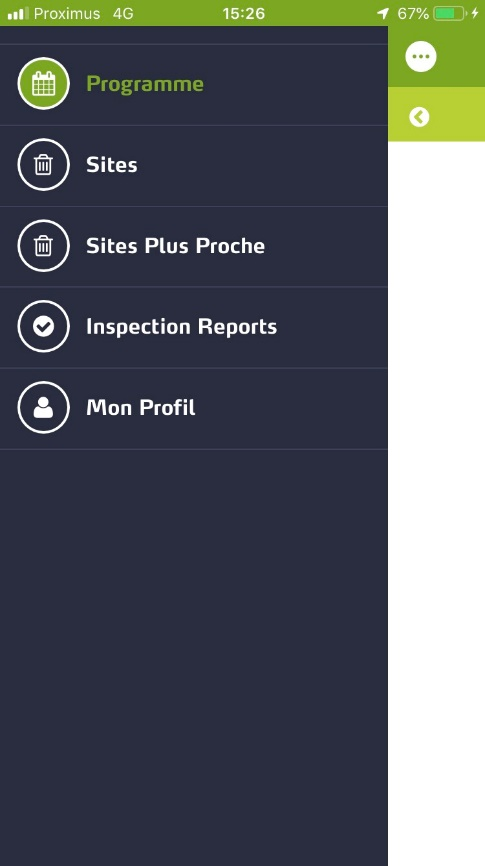 Proximus 4G 15:26 67%
Programme
Sites
Sites Plus Proche
Inspection Reports
Mon Profil